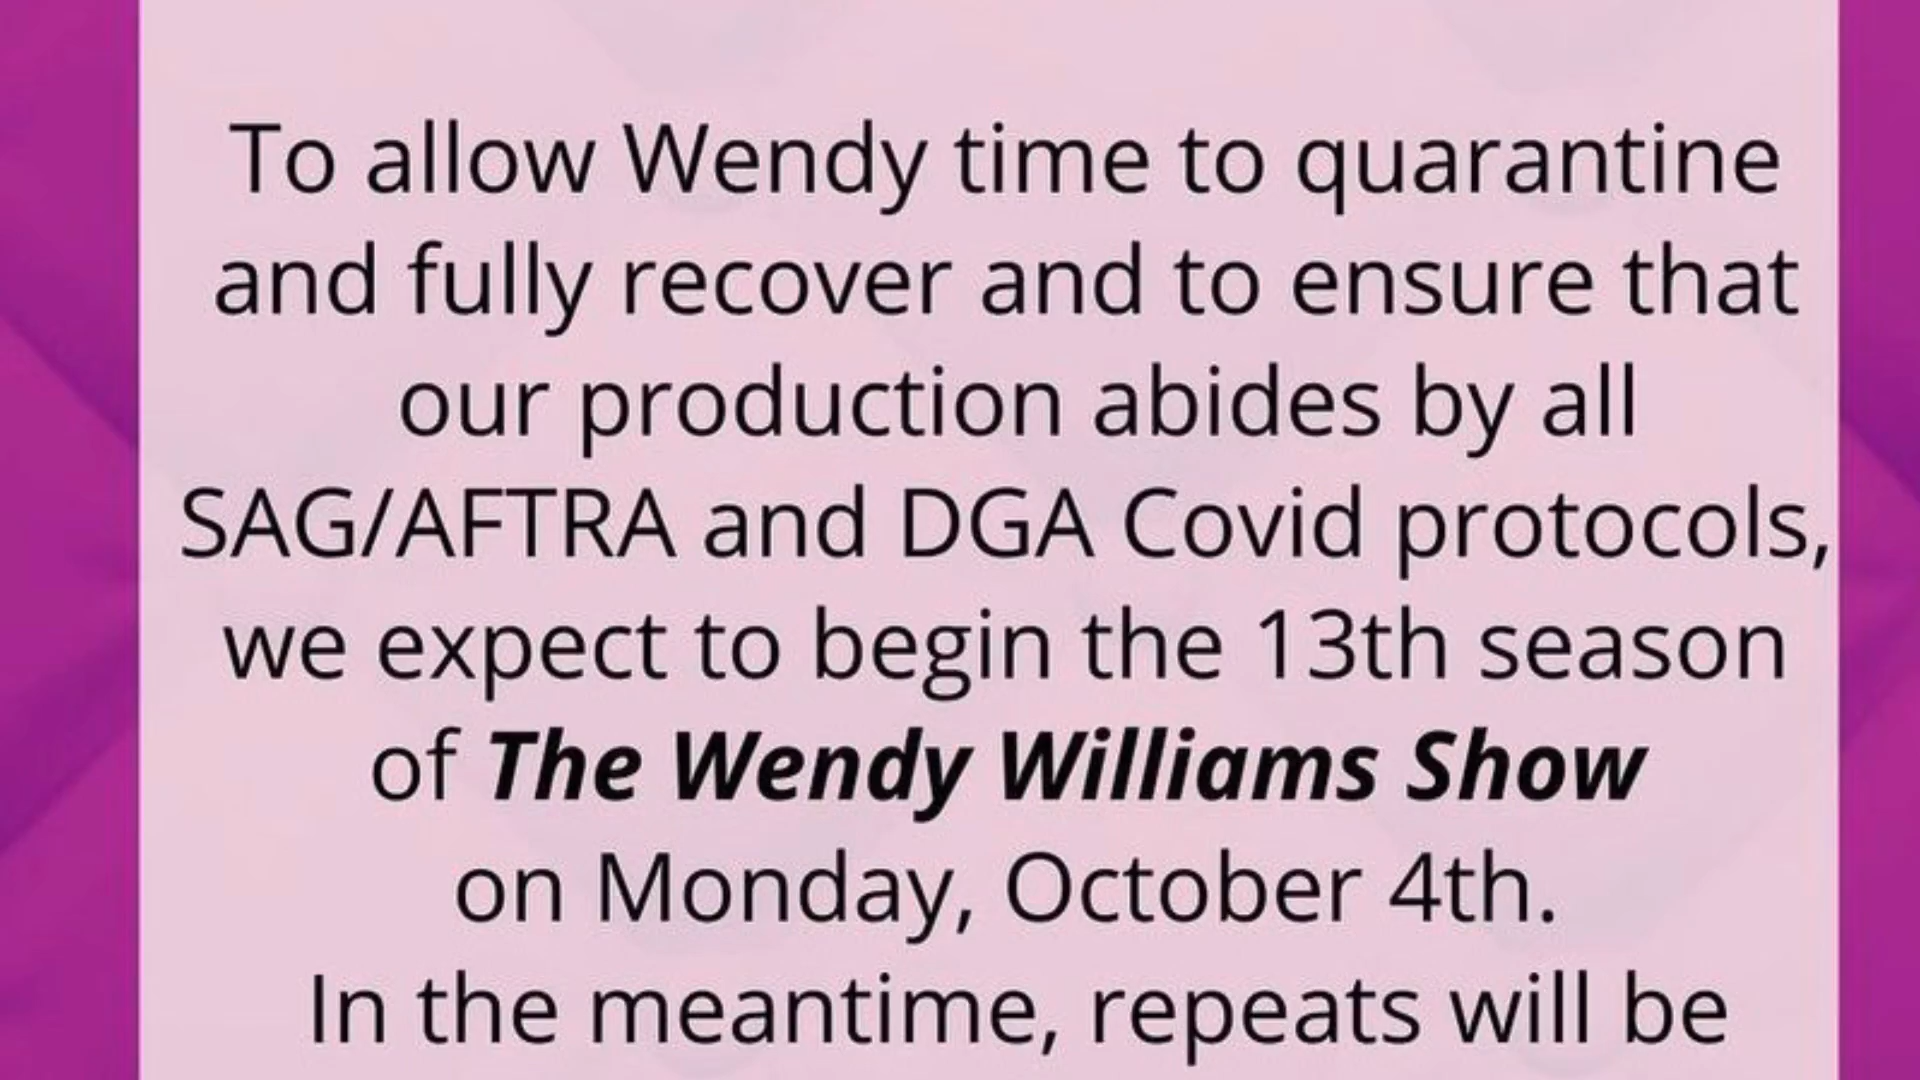 To allow Wendy time to quarantine
and fully recover and to ensure that
our production abides by all
SAG/AFTRA and DGA Covid protocols,
we expect to begin the 13th season
of The Wendy Williams Show
on Monday, October 4th.
In the meantime, repeats will be